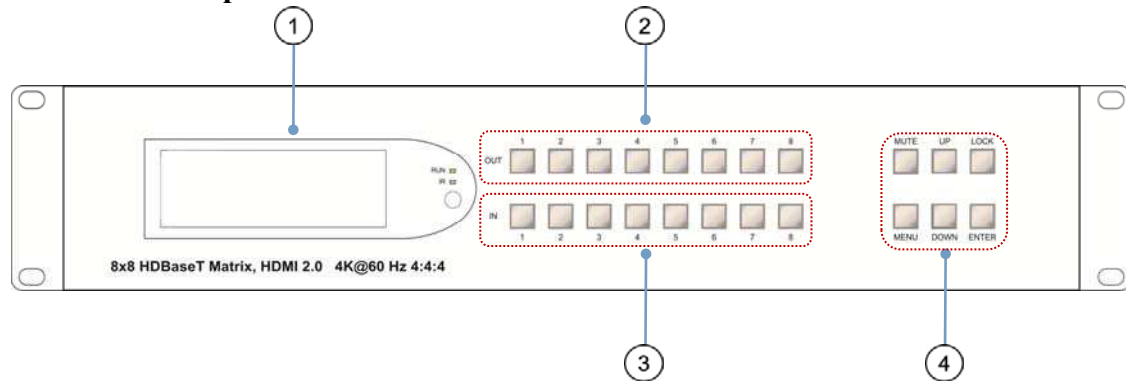 1 2
1 2 3 4 5 6 7 8
OUT
MUTE UP LOCK
RUN
IR
IN
1 2 3 4 5 6 7 8
MENU DOWN ENTER
8x8 HDBaseT Matrix, HDMI 2.0 4K@60 Hz 4:4:4
3 4